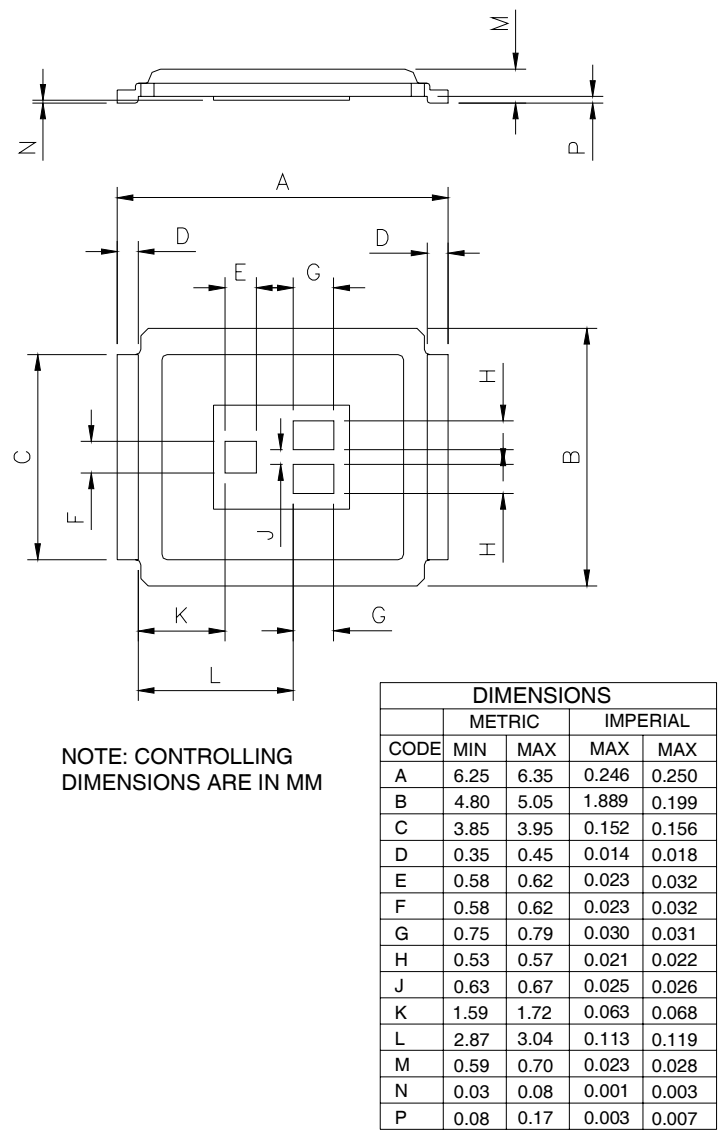 M
N
P
A
D
D
E
G
H
C
B
F
J
H
K
G
L
NOTE: CONTROLLING
DIMENSIONS ARE IN MM
DIMENSIONS
METRIC IMPERIAL
CODE MIN MAX MAX MAX
A 6.25 6.35 0.246 0.250
B 4.80 5.05 1.889 0.199
C 3.85 3.95 0.152 0.156
D 0.35 0.45 0.014 0.018
E 0.58 0.62 0.023 0.032
F 0.58 0.62 0.023 0.032
G 0.75 0.79 0.030 0.031
H 0.53 0.57 0.021 0.022
J 0.63 0.67 0.025 0.026
K 1.59 1.72 0.063 0.068
L 2.87 3.04 0.113 0.119
M 0.59 0.70 0.023 0.028
N 0.03 0.08 0.001 0.003
P 0.08 0.17 0.003 0.007